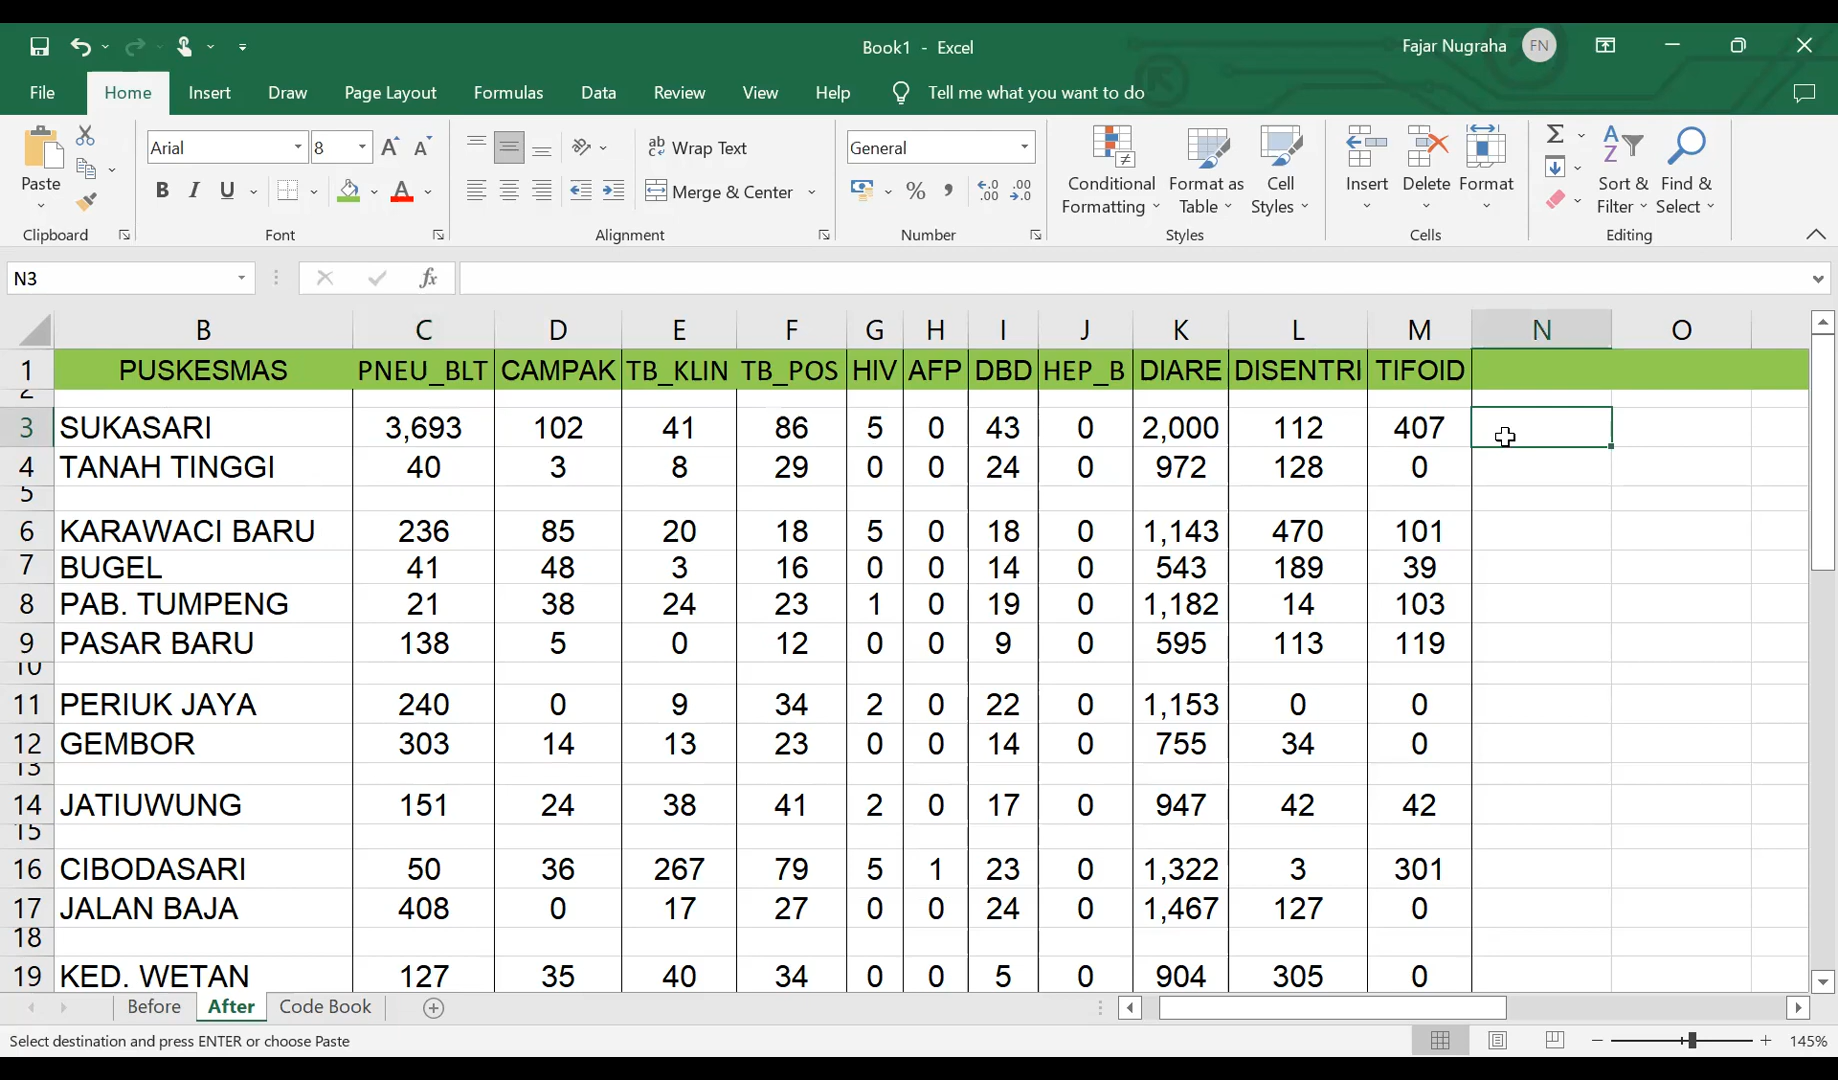 Book1 - Excel
Fajar Nugraha FN
File Home Insert Draw Page Layout Formulas Data Review View Help Tell me what you want to do
Arial 8 Wrap Text General
Paste B I U Merge & Center % , Conditional Formatting Format as Table Cell Styles Insert Delete Format Sort & Filter Find & Select
Clipboard Font Alignment Number Styles Cells Editing
N3 fx
B C D E F G H I J K L M N O
1 PUSKESMAS PNEU_BLT CAMPAK TB_KLIN TB_POS HIV AFP DBD HEP_B DIARE DISENTRI TIFOID
2
3 SUKASARI 3,693 102 41 86 5 0 43 0 2,000 112 407
4 TANAH TINGGI 40 3 8 29 0 0 24 0 972 128 0
5
6 KARAWACI BARU 236 85 20 18 5 0 18 0 1,143 470 101
7 BUGEL 41 48 3 16 0 0 14 0 543 189 39
8 PAB. TUMPENG 21 38 24 23 1 0 19 0 1,182 14 103
9 PASAR BARU 138 5 0 12 0 0 9 0 595 113 119
10
11 PERIUK JAYA 240 0 9 34 2 0 22 0 1,153 0 0
12 GEMBOR 303 14 13 23 0 0 14 0 755 34 0
13
14 JATIUWUNG 151 24 38 41 2 0 17 0 947 42 42
15
16 CIBODASARI 50 36 267 79 5 1 23 0 1,322 3 301
17 JALAN BAJA 408 0 17 27 0 0 24 0 1,467 127 0
18
19 KED. WETAN 127 35 40 34 0 0 5 0 904 305 0
Before After Code Book
Select destination and press ENTER or choose Paste 145%